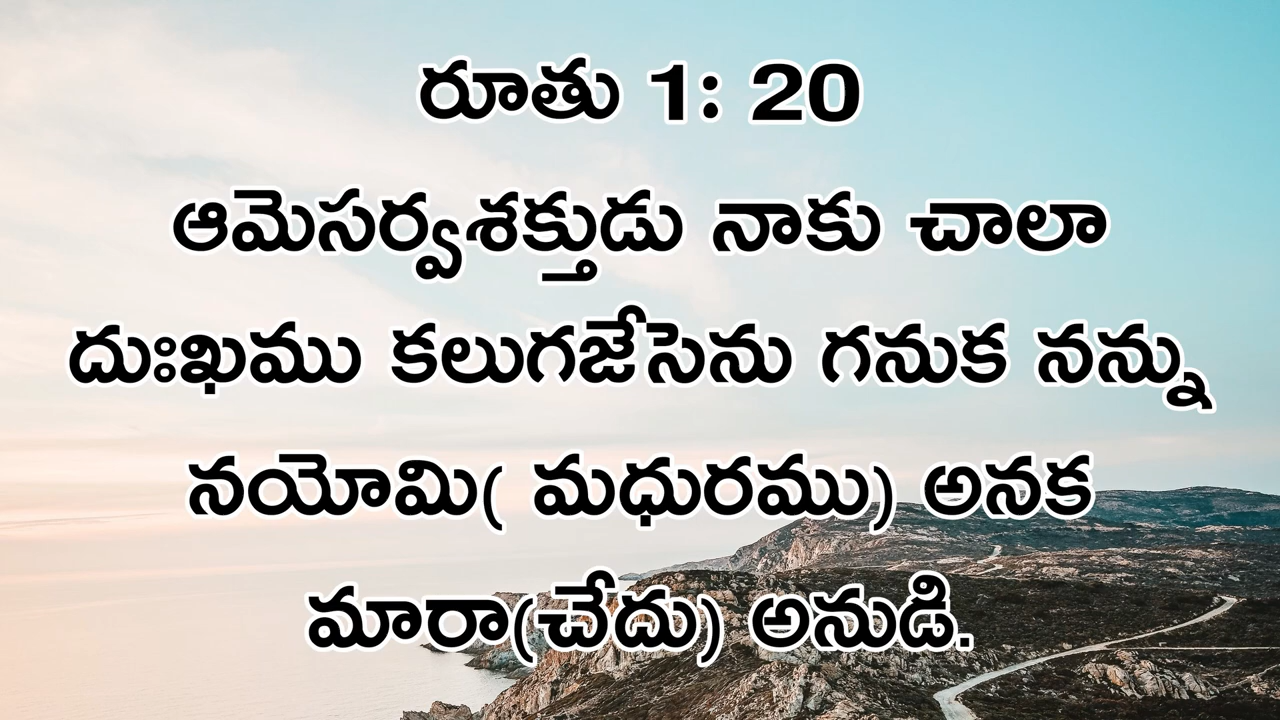 రూతు 1: 20
ఆమెసర్వశక్తుడు నాకు చాలా
దుఃఖము కలుగజేసెను గనుక నన్ను
నయోమి( మధురము) అనక
మారా(చేదు) అనుడి.